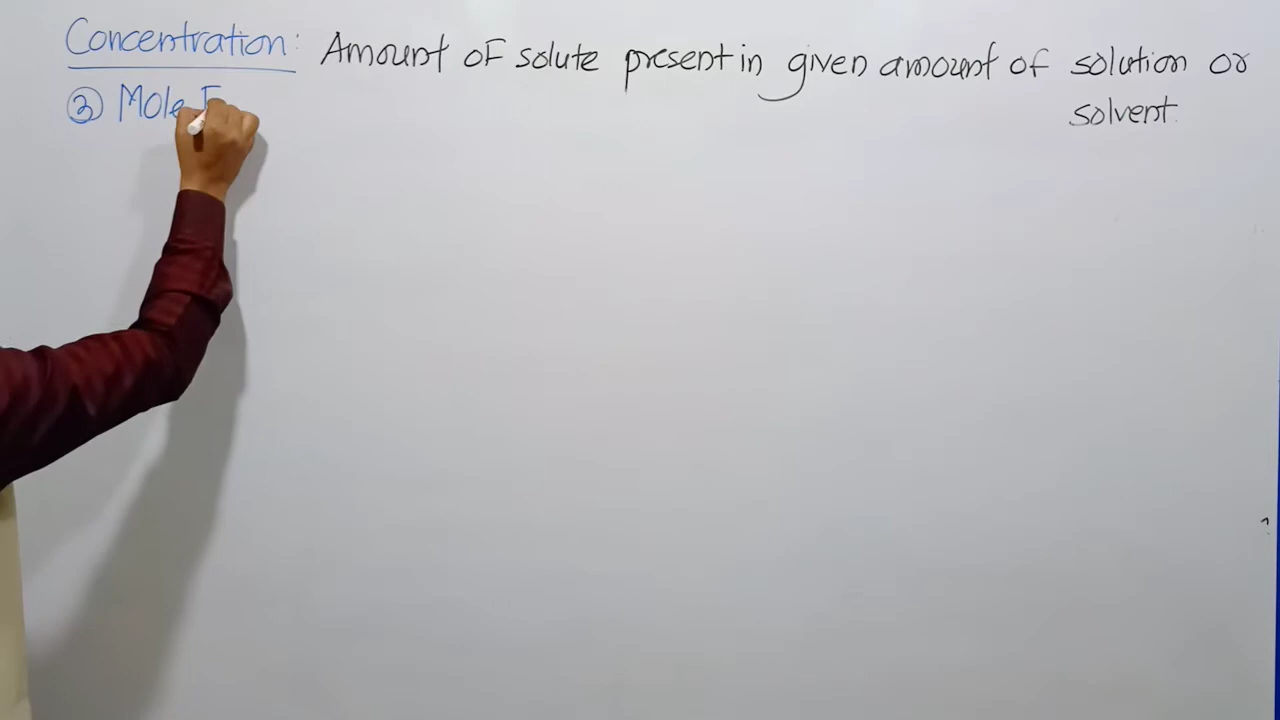 Concentration: Amount of solute present in given amount of solution or
solvent.
③ Mole F